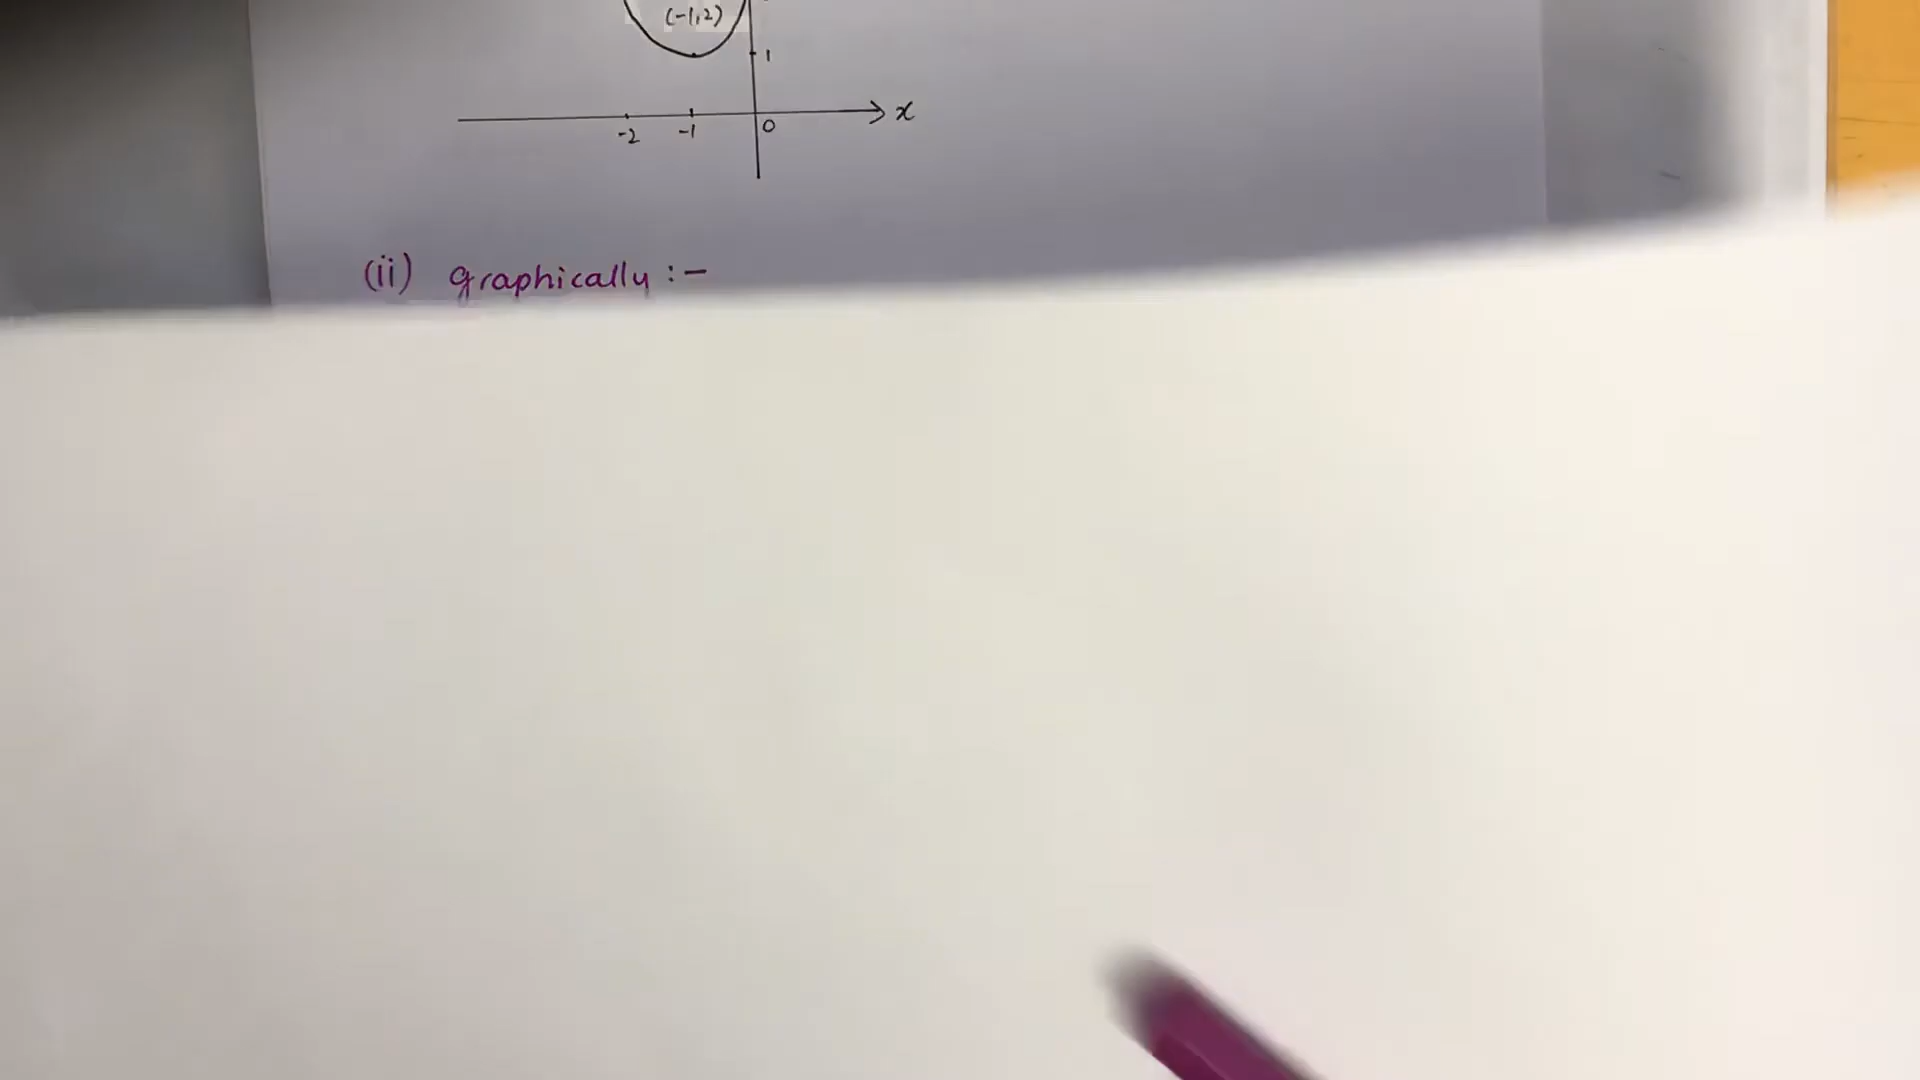 (-1,2)
1
x
-2 -1 0
(ii) graphically :-